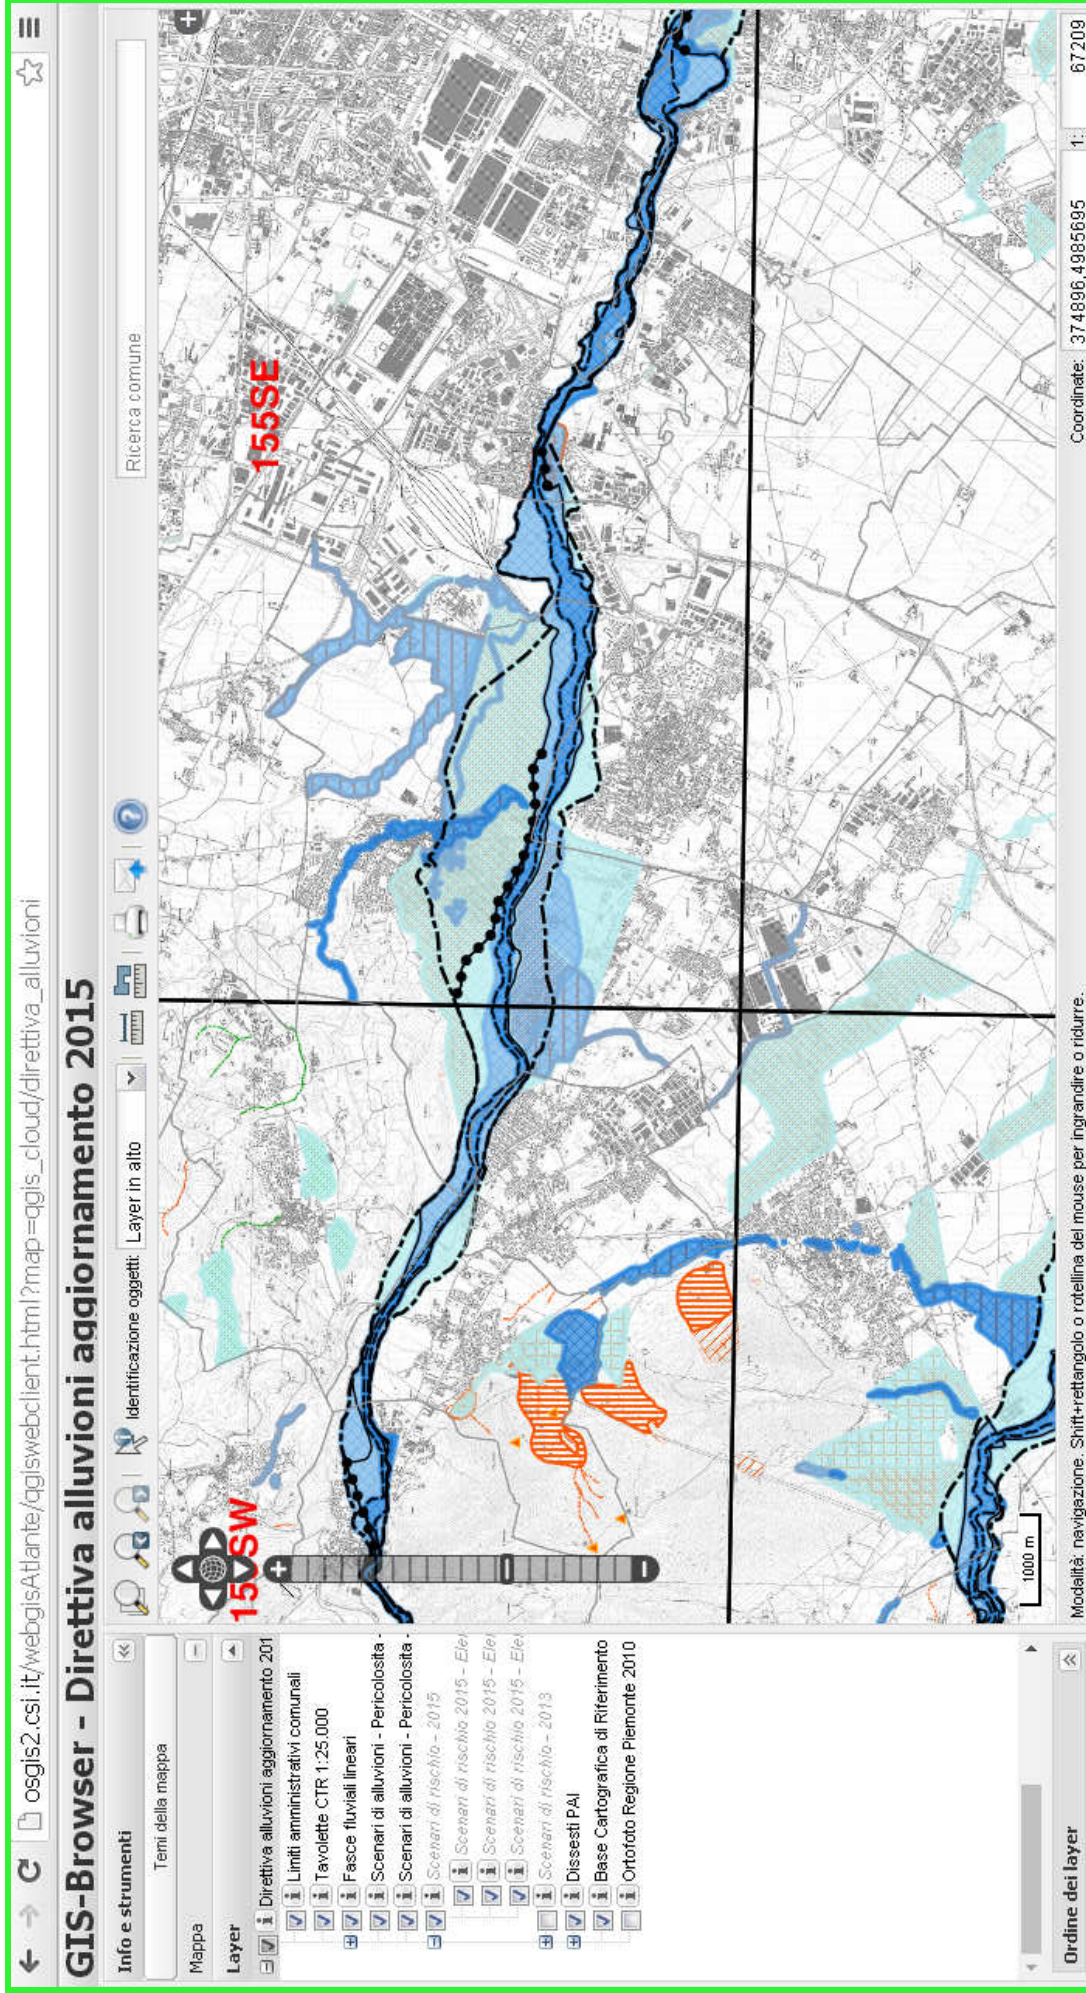 osgis2.csi.it/webgisAtlante/qgiswebclient.html?map=qgis_cloud/direttiva_alluvioni
GIS-Browser - Direttiva alluvioni aggiornamento 2015
Info e strumenti
Temi della mappa
Mappa
Layer
Direttiva alluvioni aggiornamento 201
Limiti amministrativi comunali
Tavolette CTR 1:25.000
Fasce fluviali lineari
Scenari di alluvioni - Pericolosita -
Scenari di alluvioni - Pericolosita -
Scenari di rischio - 2015
Scenari di rischio 2015 - Ele
Scenari di rischio 2015 - Ele
Scenari di rischio 2015 - Ele
Scenari di rischio - 2013
Dissesti PAI
Base Cartografica di Riferimento
Ortofoto Regione Piemonte 2010
Ordine dei layer
Identificazione oggetti:
Layer in alto
Ricerca comune
SW
155SE
1000 m
Modalità: navigazione. Shift+rettangolo o rotellina del mouse per ingrandire o ridurre.
Coordinate:
374896,4985695
1:
67209